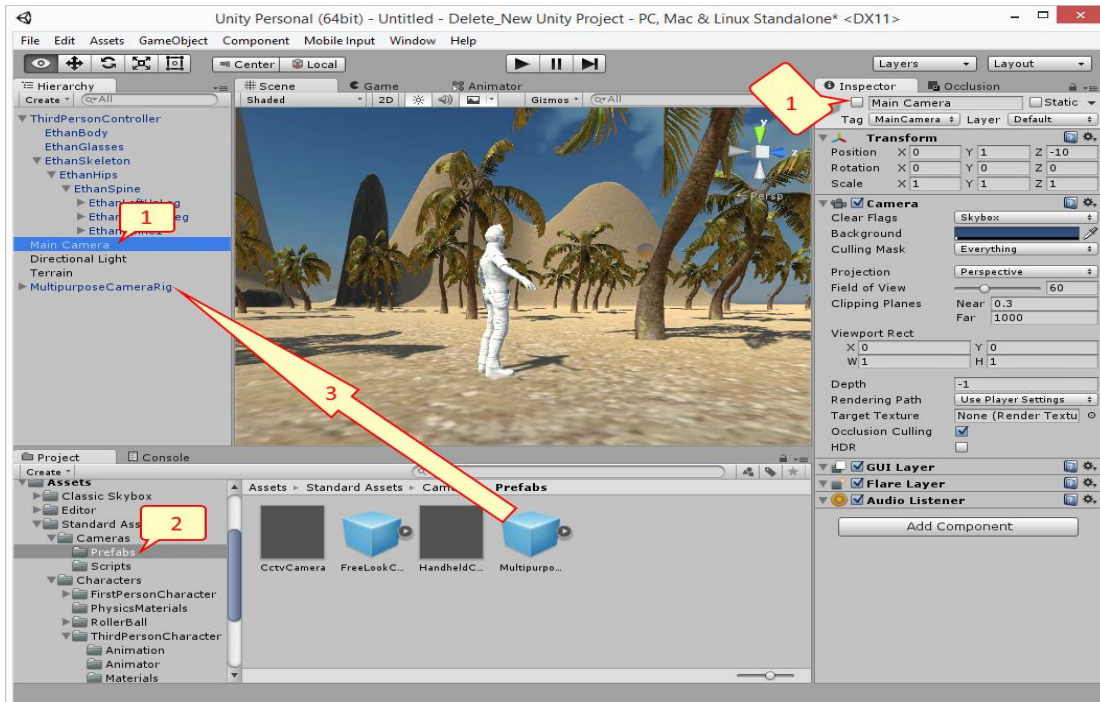 Unity Personal (64bit) - Untitled - Delete_New Unity Project - PC, Mac & Linux Standalone* <DX11>
File Edit Assets GameObject Component Mobile Input Window Help
Center Local Layers Layout
Hierarchy
Create All
ThirdPersonController
EthanBody
EthanGlasses
EthanSkeleton
EthanHips
EthanSpine
1
Main Camera
Directional Light
Terrain
MultipurposeCameraRig
# Scene Game Animator
Shaded 2D Gizmos All
y
z
Persp
3
1
Inspector Occlusion
Main Camera Static
Tag MainCamera Layer Default
Transform
Position X 0 Y 1 Z -10
Rotation X 0 Y 0 Z 0
Scale X 1 Y 1 Z 1
Camera
Clear Flags Skybox
Background
Culling Mask Everything
Projection Perspective
Field of View 60
Clipping Planes Near 0.3
Far 1000
Viewport Rect
X 0 Y 0
W 1 H 1
Depth -1
Rendering Path Use Player Settings
Target Texture None (Render Textu
Occlusion Culling
HDR
GUI Layer
Flare Layer
Audio Listener
Add Component
Project Console
Create
Assets
Classic Skybox
Editor
Standard Ass
2
Cameras
Prefabs
Scripts
Characters
FirstPersonCharacter
PhysicsMaterials
RollerBall
ThirdPersonCharacter
Animation
Animator
Materials
Assets Standard Assets Prefabs
CctvCamera FreeLookC... HandheldC... Multipurpo...